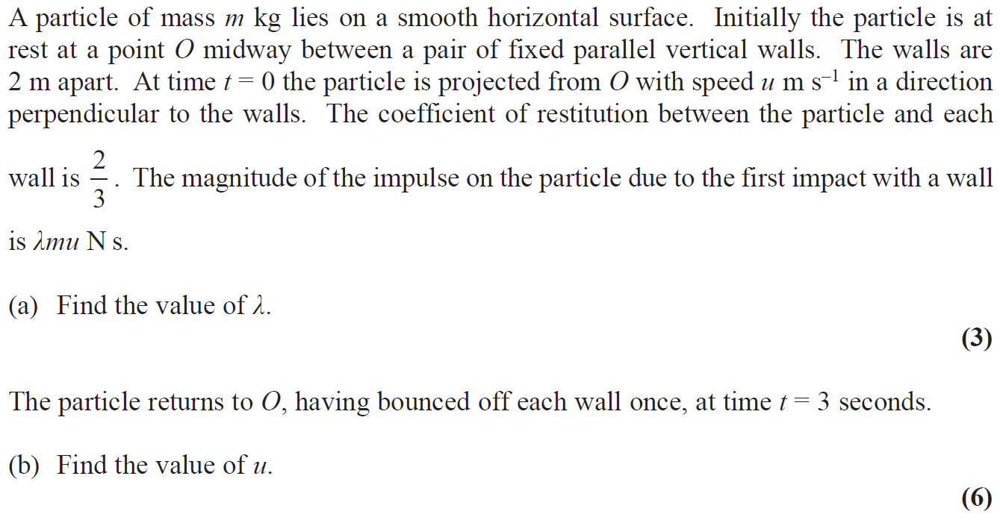 A particle of mass m kg lies on a smooth horizontal surface. Initially the particle is at
rest at a point O midway between a pair of fixed parallel vertical walls. The walls are
2 m apart. At time t = 0 the particle is projected from O with speed u m s⁻¹ in a direction
perpendicular to the walls. The coefficient of restitution between the particle and each
wall is 2/3. The magnitude of the impulse on the particle due to the first impact with a wall
is λmu N s.
(a) Find the value of λ.
(3)
The particle returns to O, having bounced off each wall once, at time t = 3 seconds.
(b) Find the value of u.
(6)